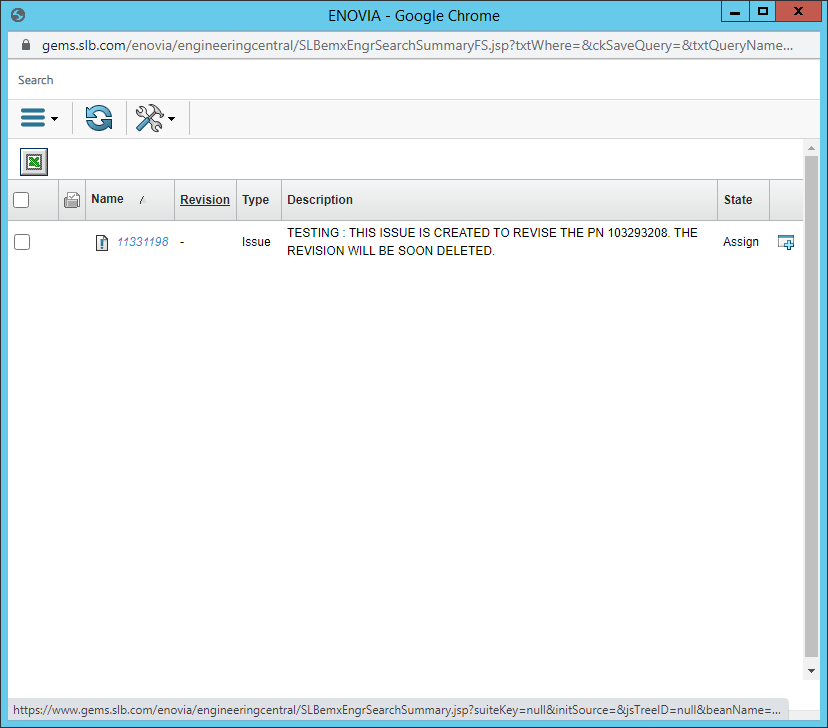 ENOVIA - Google Chrome
gems.slb.com/enovia/engineeringcentral/SLBemxEngrSearchSummaryFS.jsp?txtWhere=&ckSaveQuery=&txtQueryName...
Search
Name Revision Type Description State
11331198 - Issue TESTING : THIS ISSUE IS CREATED TO REVISE THE PN 103293208. THE Assign
REVISION WILL BE SOON DELETED.
https://www.gems.slb.com/enovia/engineeringcentral/SLBemxEngrSearchSummary.jsp?suiteKey=null&initSource=&jsTreeID=null&beanName=...